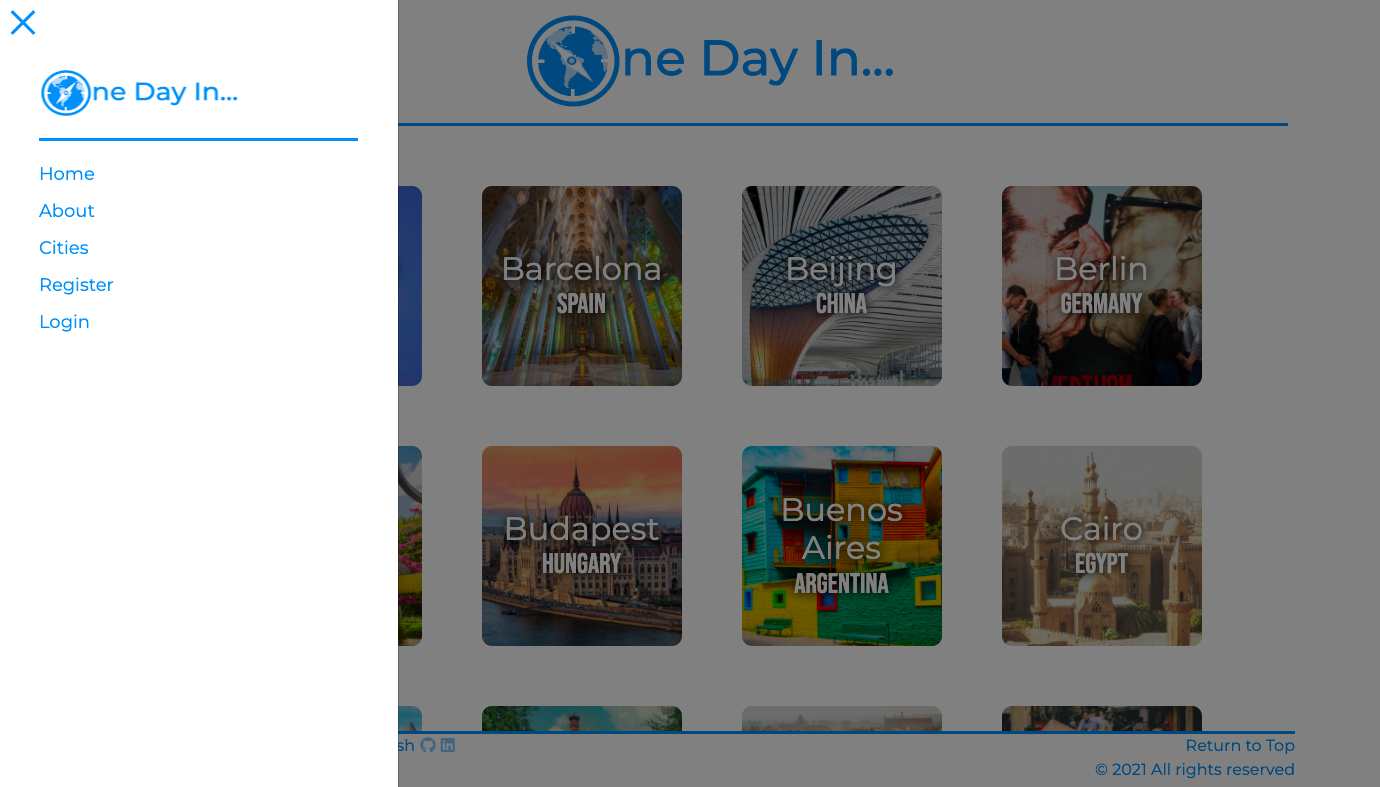 ne Day In...
Home
About
Cities
Register
Login
ne Day In...
Barcelona
SPAIN
Beijing
CHINA
Berlin
GERMANY
Budapest
HUNGARY
Buenos
Aires
ARGENTINA
Cairo
EGYPT
sh
Return to Top
© 2021 All rights reserved